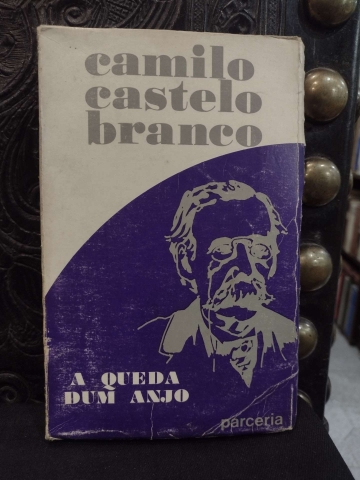 camilo
castelo
branco
A QUEDA
DUM ANJO
parceria